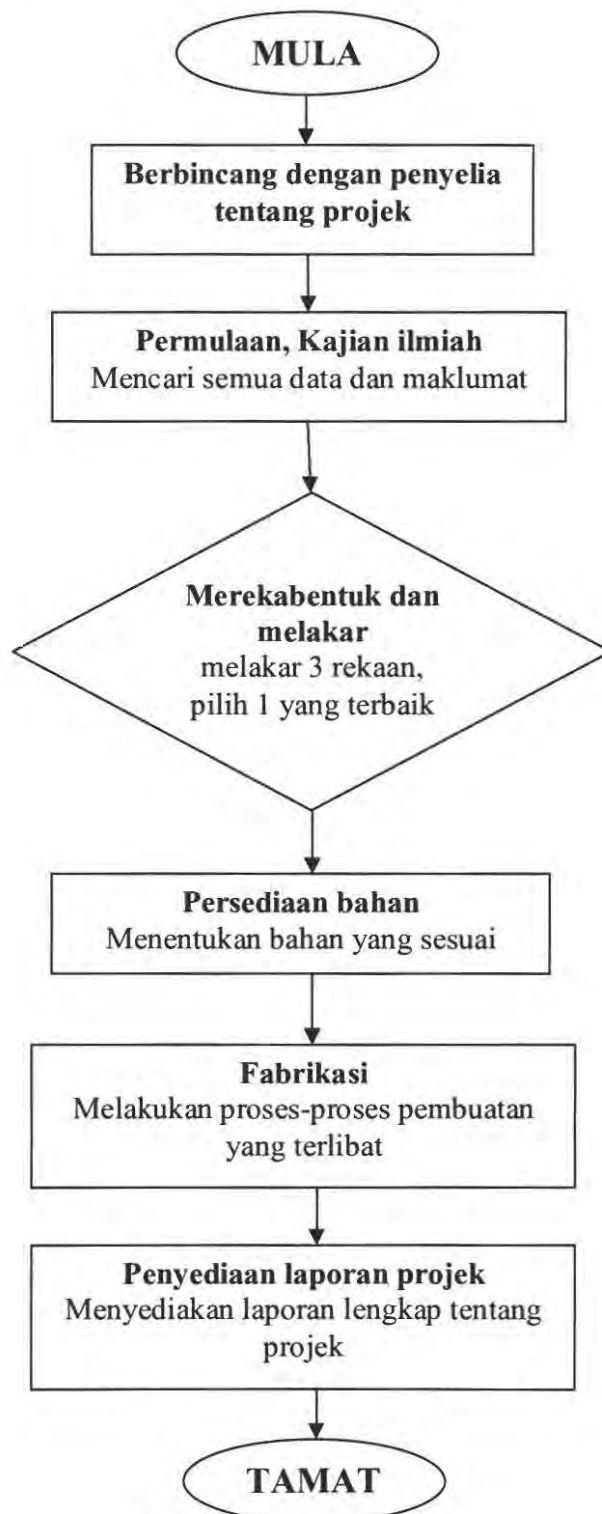 MULA
Berbincang dengan penyelia
tentang projek
Permulaan, Kajian ilmiah
Mencari semua data dan maklumat
Merekabentuk dan
melakar
melakar 3 rekaan,
pilih 1 yang terbaik
Persediaan bahan
Menentukan bahan yang sesuai
Fabrikasi
Melakukan proses-proses pembuatan
yang terlibat
Penyediaan laporan projek
Menyediakan laporan lengkap tentang
projek
TAMAT